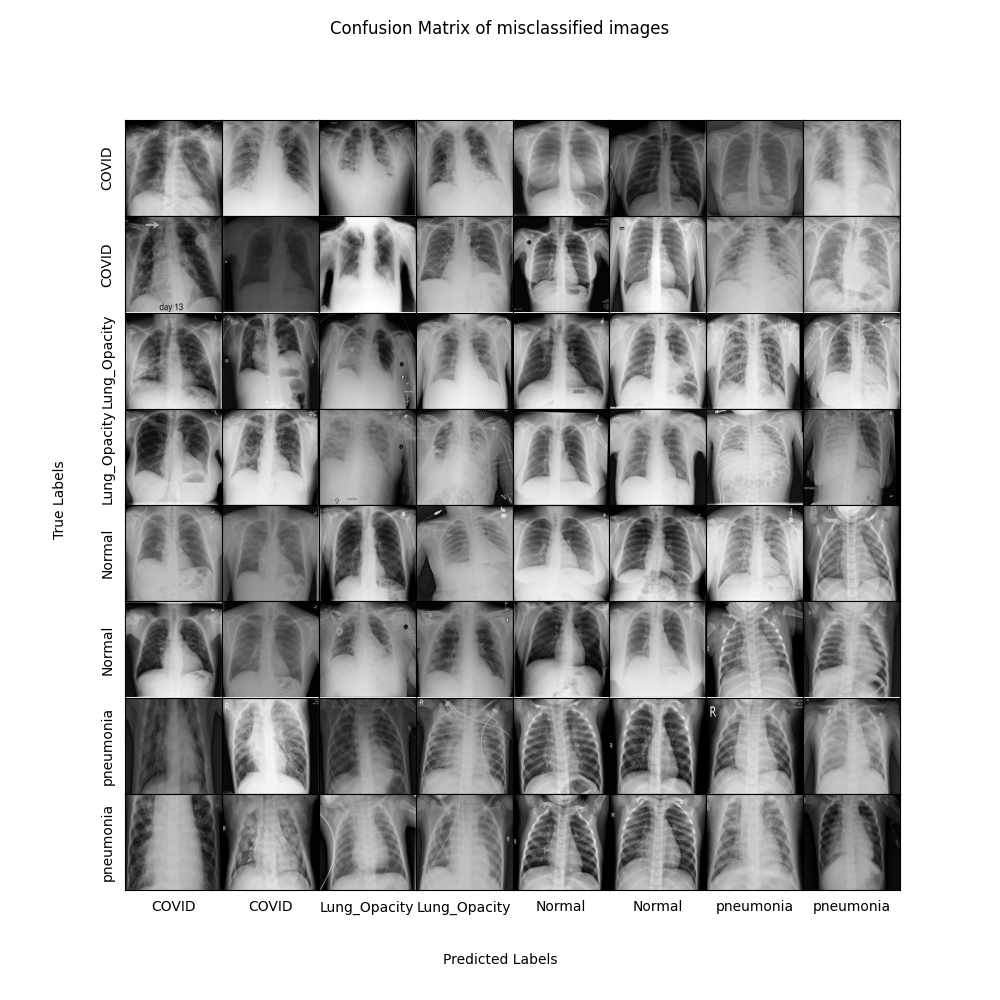 Confusion Matrix of misclassified images
True Labels
COVID
COVID
Lung_Opacity
Lung_Opacity
Normal
Normal
pneumonia
pneumonia
day 13
R
R
R
COVID COVID Lung_Opacity Lung_Opacity Normal Normal pneumonia pneumonia
Predicted Labels